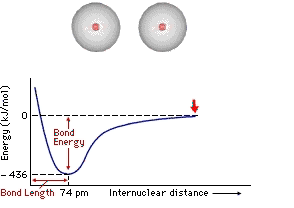 Energy (kJ/mol)
0
Bond
Energy
-436
Bond Length
74 pm
Internuclear distance